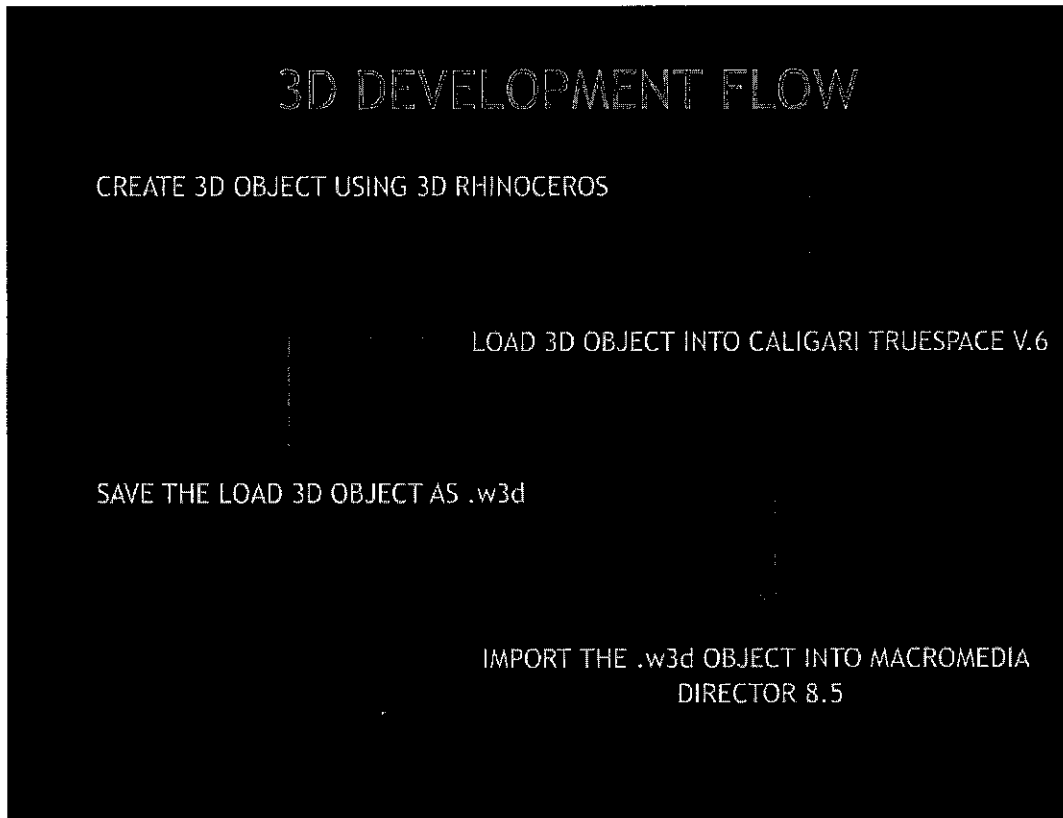 3D DEVELOPMENT FLOW
CREATE 3D OBJECT USING 3D RHINOCEROS
LOAD 3D OBJECT INTO CALIGARI TRUESPACE V.6
SAVE THE LOAD 3D OBJECT AS .w3d
IMPORT THE .w3d OBJECT INTO MACROMEDIA
DIRECTOR 8.5